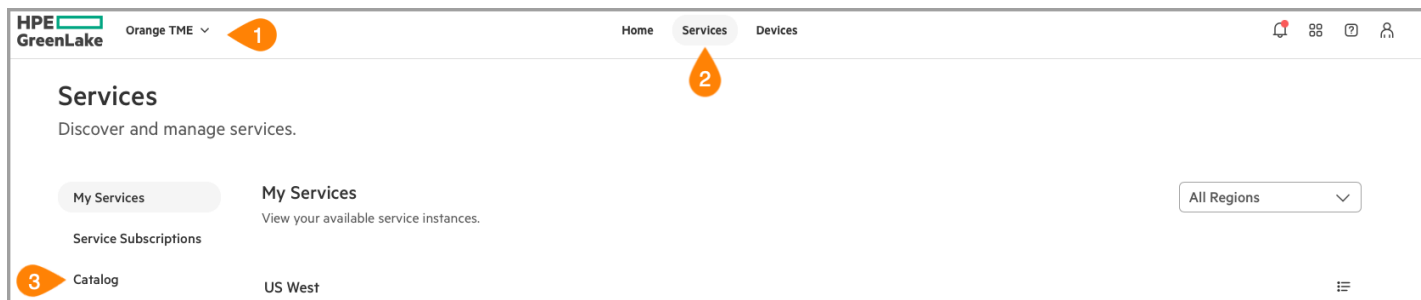 HPE
GreenLake
Orange TME
1
Home Services Devices
2
Services
Discover and manage services.
My Services
Service Subscriptions
3 Catalog
My Services
View your available service instances.
All Regions
US West